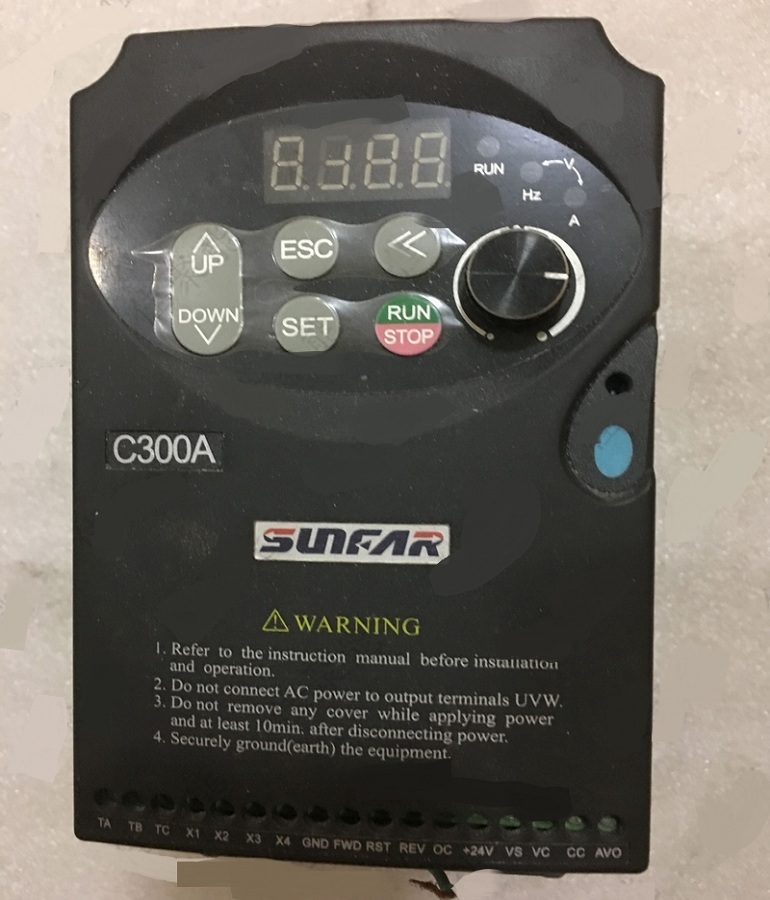 RUN
Hz
V
A
UP
ESC
DOWN
SET
RUN
STOP
C300A
SUNFAR
WARNING
1. Refer to the instruction manual before installation
and operation.
2. Do not connect AC power to output terminals UVW.
3. Do not remove any cover while applying power
and at least 10min. after disconnecting power.
4. Securely ground(earth) the equipment.
TA TB TC X1 X2 X3 X4 GND FWD RST REV OC +24V VS VC CC AVO